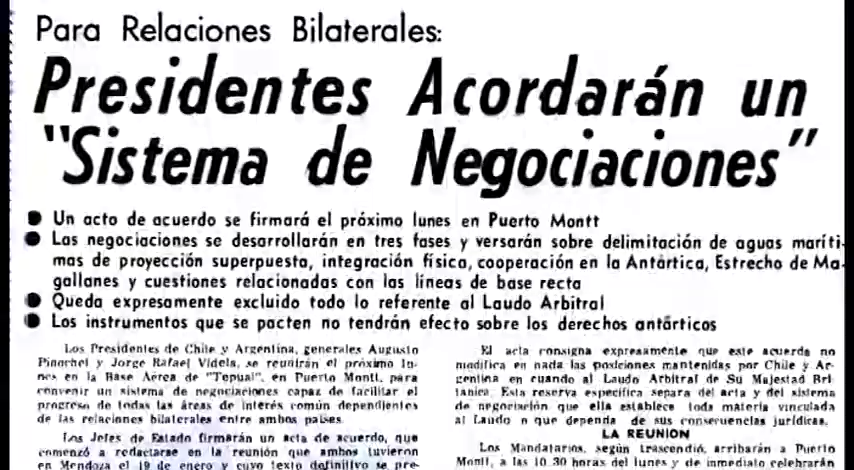 Para Relaciones Bilaterales:
Presidentes Acordarán un
"Sistema de Negociaciones"
● Un acto de acuerdo se firmará el próximo lunes en Puerto Montt
● Las negociaciones se desarrollarán en tres fases y versarán sobre delimitación de aguas maríti-
mas de proyección superpuesta, integración física, cooperación en la Antártica, Estrecho de Ma-
gallanes y cuestiones relacionadas con las líneas de base recta
● Queda expresamente excluido todo lo referente al Laudo Arbitral
● Los instrumentos que se pacten no tendrán efecto sobre los derechos antárticos
Los Presidentes de Chile y Argentina, generales Augusto
Pinochet y Jorge Rafael Videla, se reunirán el próximo lu-
nes en la Base Aérea de "Tepual", en Puerto Montt, para
convenir un sistema de negociaciones capaz de facilitar el
progreso de todas las áreas de interés común dependientes
de las relaciones bilaterales entre ambos países.
Los Jefes de Estado firmarán un acta de acuerdo, que
comenzó a redactarse en la reunión que ambos tuvieron
en Mendoza el 19 de enero y cuyo texto definitivo se pre-
El acta consigna expresamente que este acuerdo no
modifica en nada las posiciones mantenidas por Chile y Ar-
gentina en cuando al Laudo Arbitral de Su Majestad Bri-
tánica. Esta reserva específica separa del acta y del sistema
de negociación que ella establece toda materia vinculada
al Laudo o que dependa de sus consecuencias jurídicas.
LA REUNION
Los Mandatarios, según trascendió, arribarán a Puerto
Montt, a las 10.30 horas del lunes y de inmediato celebrarán